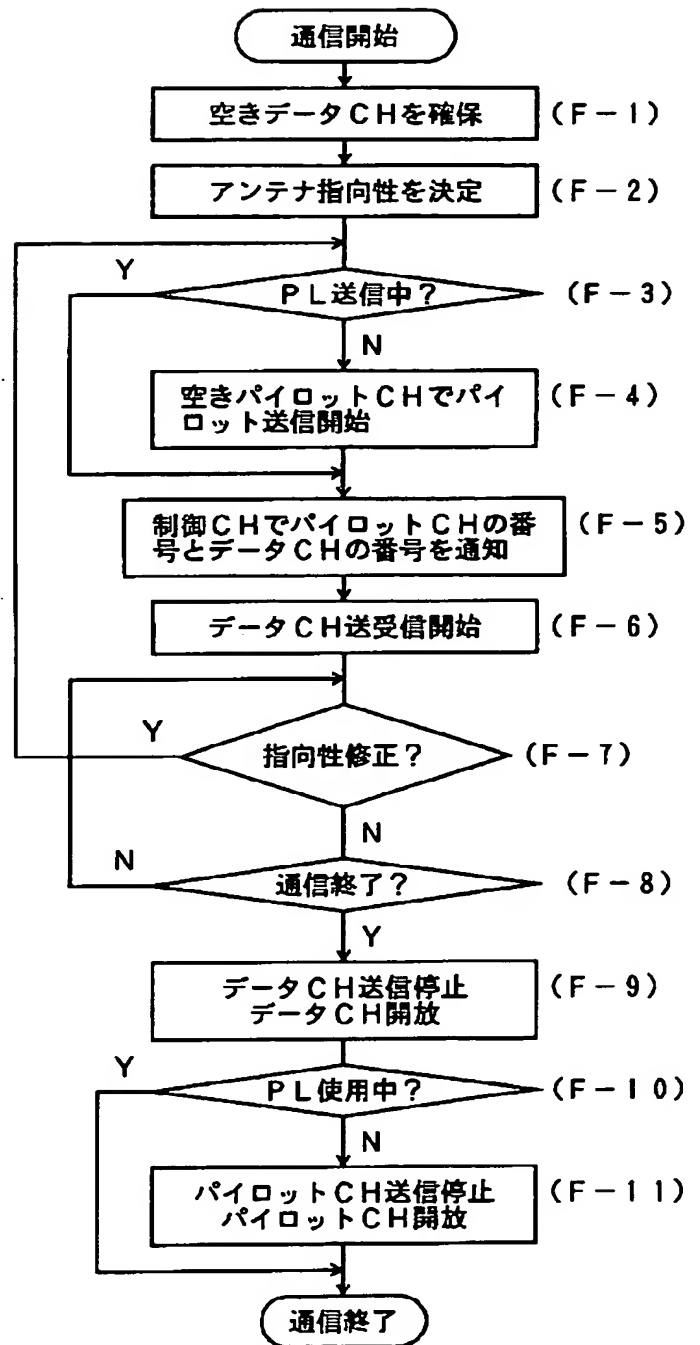 通信開始
空きデータCHを確保 (F-1)
アンテナ指向性を決定 (F-2)
Y
PL送信中? (F-3)
N
空きパイロットCHでパイ (F-4)
ロット送信開始
制御CHでパイロットCHの番 (F-5)
号とデータCHの番号を通知
データCH送受信開始 (F-6)
Y
指向性修正? (F-7)
N
N
通信終了? (F-8)
Y
データCH送信停止 (F-9)
データCH開放
Y
PL使用中? (F-10)
N
パイロットCH送信停止 (F-11)
パイロットCH開放
通信終了